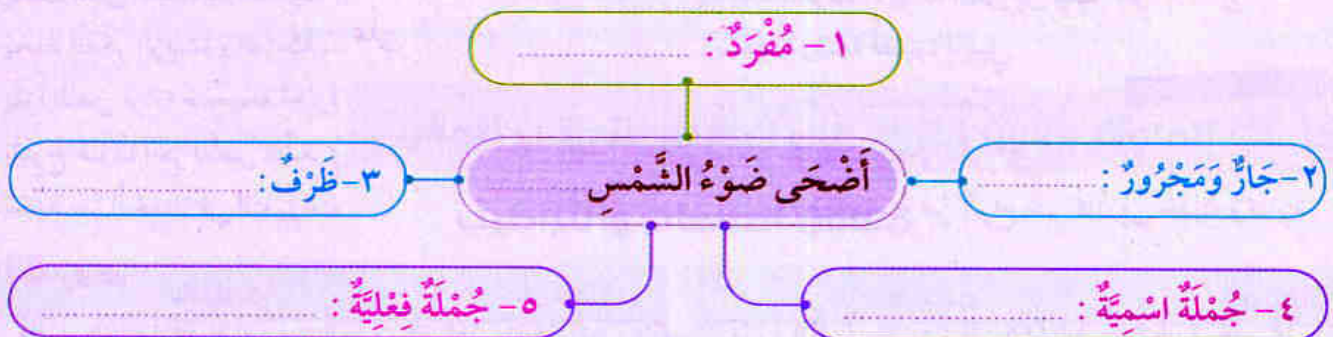 ١- مُفْرَدٌ : ....................
أَضْحَى ضَوْءُ الشَّمْسِ ....................
٢- جَارٌّ وَمَجْرُورٌ : ....................
٣- ظَرْفٌ: ....................
٤- جُمْلَةٌ اسْمِيَّةٌ : ....................
٥- جُمْلَةٌ فِعْلِيَّةٌ : ....................